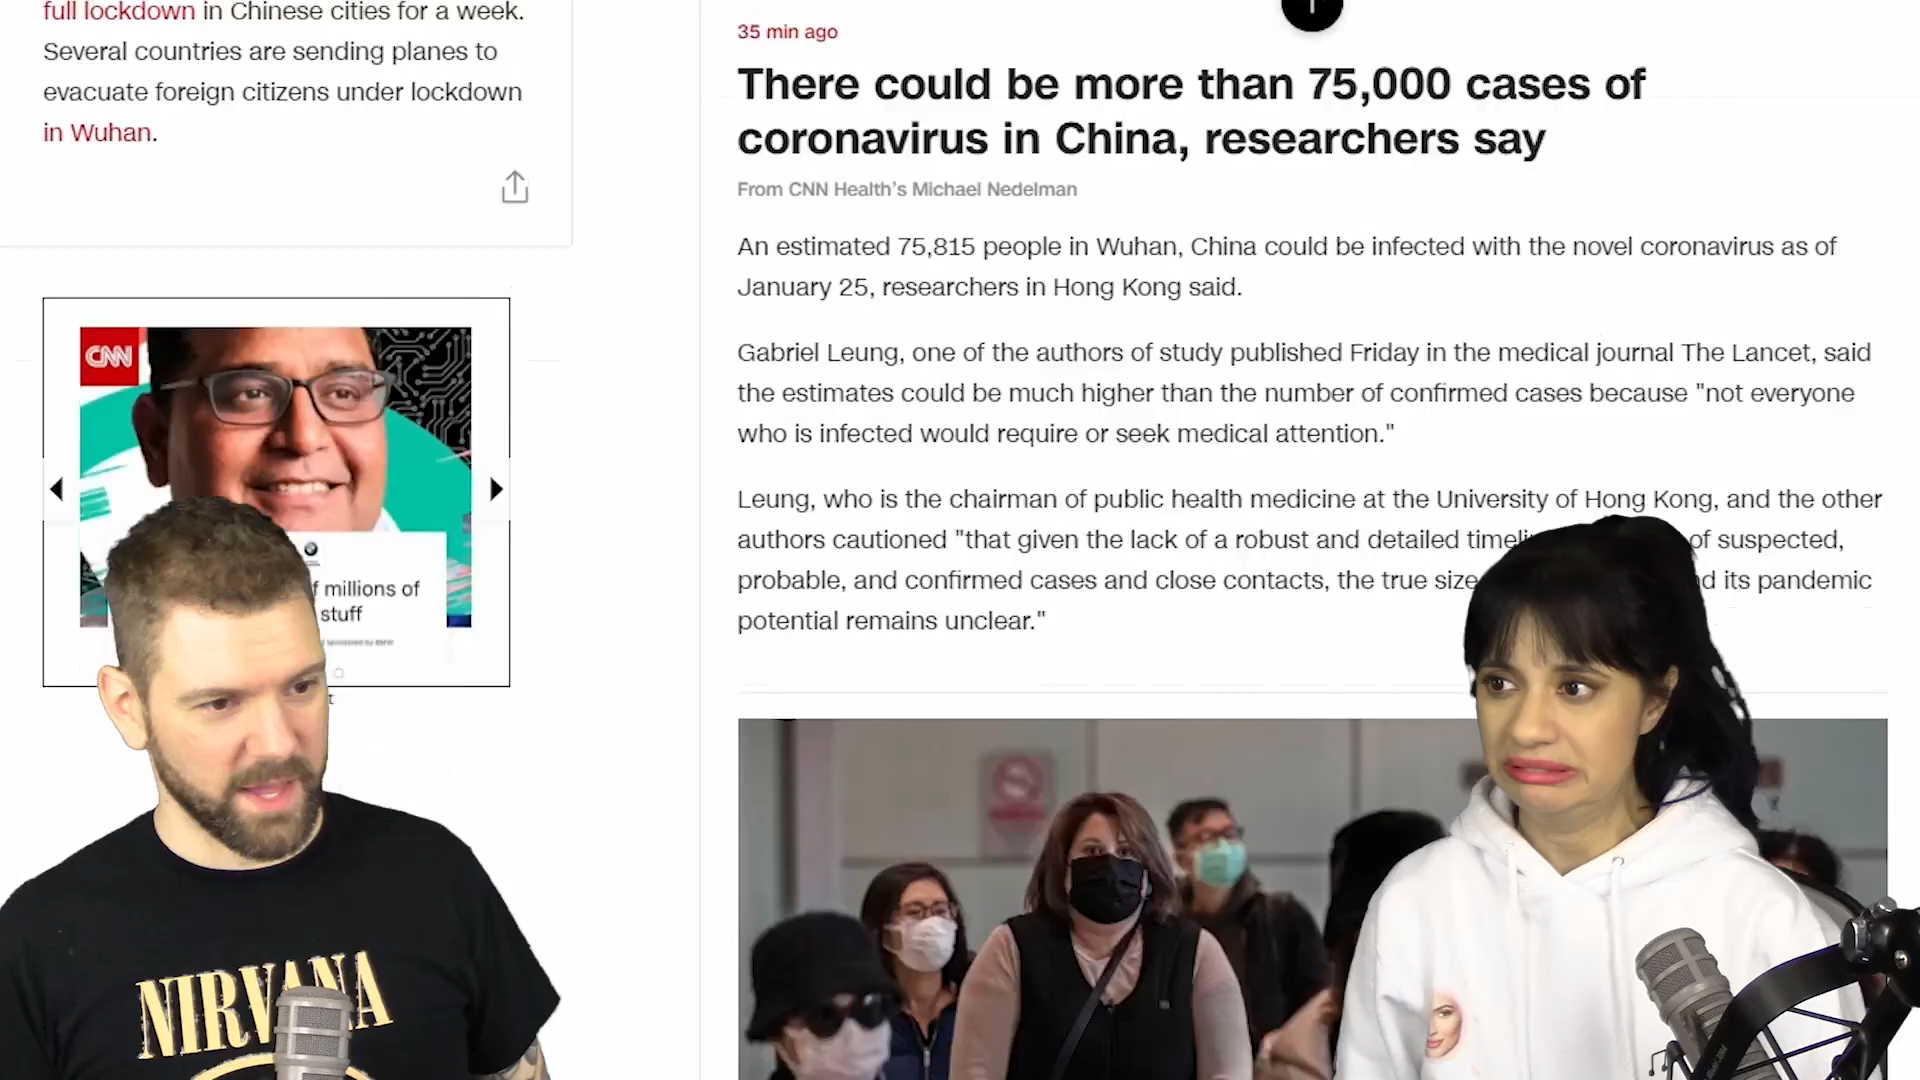 full lockdown in Chinese cities for a week.
Several countries are sending planes to
evacuate foreign citizens under lockdown
in Wuhan.
CNN
f millions of
stuff
sponsored by BMW
t
35 min ago
There could be more than 75,000 cases of
coronavirus in China, researchers say
From CNN Health's Michael Nedelman
An estimated 75,815 people in Wuhan, China could be infected with the novel coronavirus as of
January 25, researchers in Hong Kong said.
Gabriel Leung, one of the authors of study published Friday in the medical journal The Lancet, said
the estimates could be much higher than the number of confirmed cases because "not everyone
who is infected would require or seek medical attention."
Leung, who is the chairman of public health medicine at the University of Hong Kong, and the other
authors cautioned "that given the lack of a robust and detailed timeli of suspected,
probable, and confirmed cases and close contacts, the true size d its pandemic
potential remains unclear."
NIRVANA